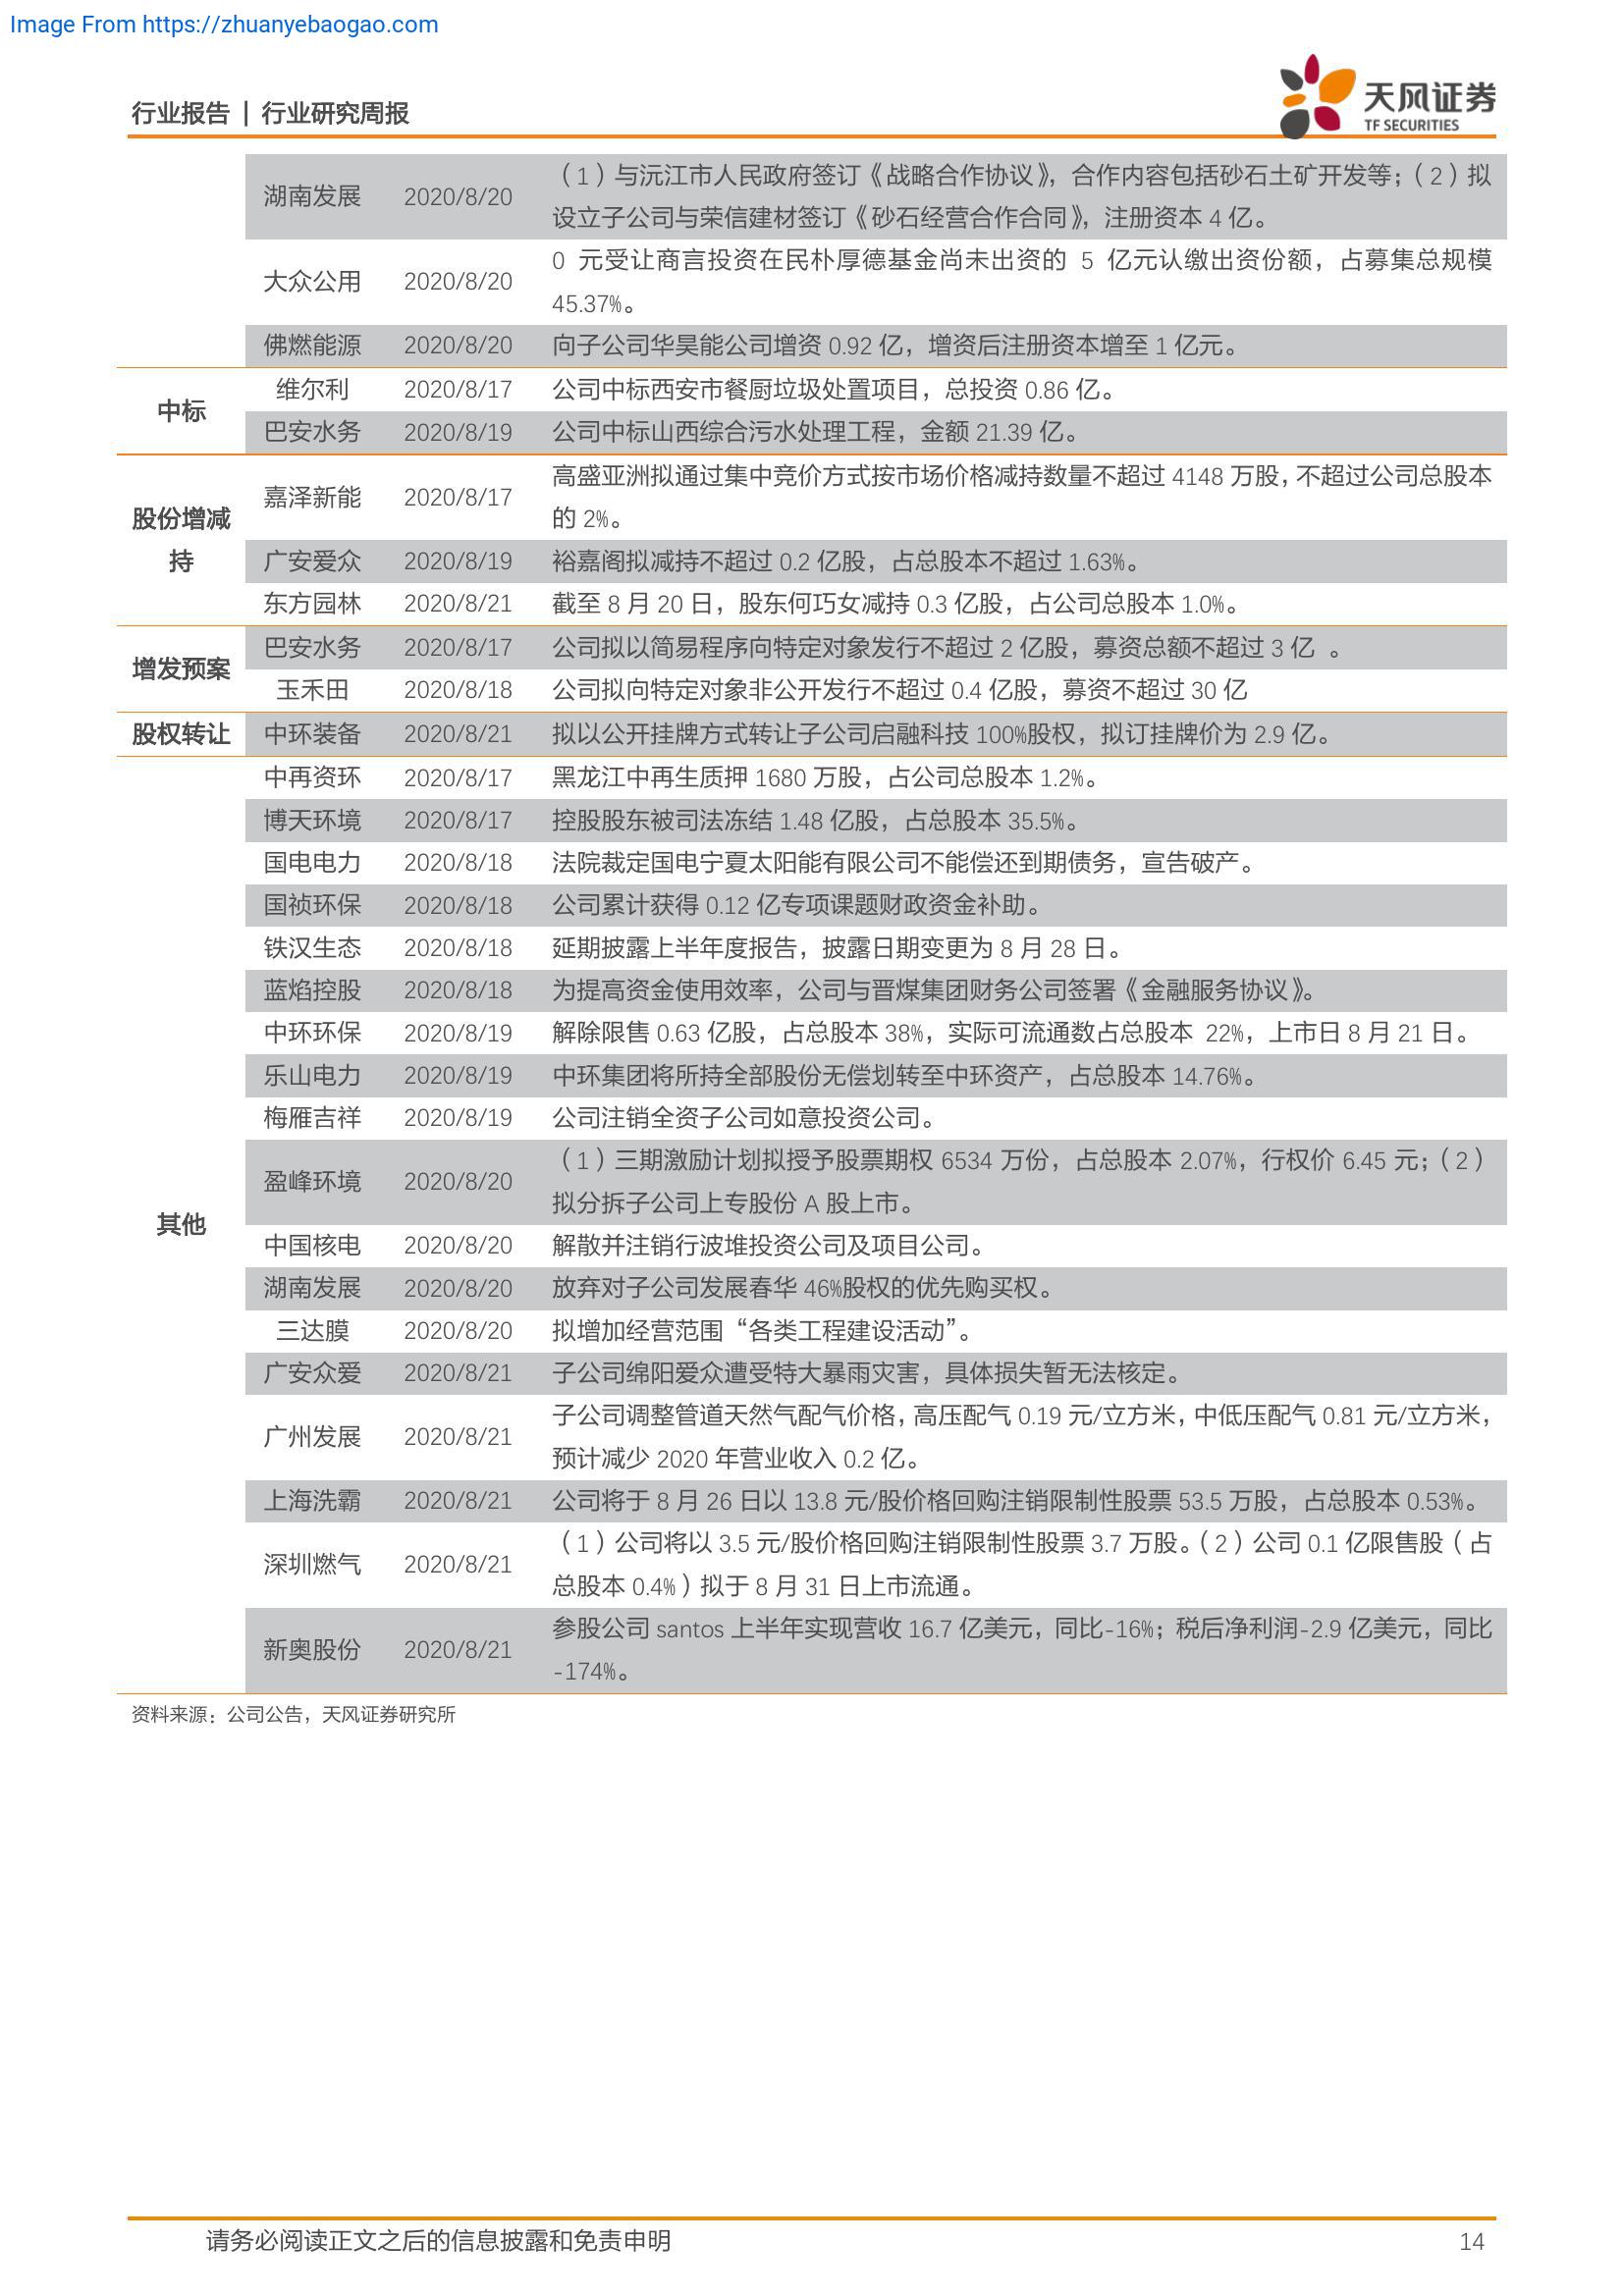 Image From https://zhuanyebaogao.com
行业报告 | 行业研究周报
天风证券
TF SECURITIES
湖南发展 2020/8/20 （1）与沅江市人民政府签订《战略合作协议》，合作内容包括砂石土矿开发等；（2）拟
设立子公司与荣信建材签订《砂石经营合作合同》，注册资本 4 亿。
大众公用 2020/8/20 0 元受让商言投资在民朴厚德基金尚未出资的 5 亿元认缴出资份额，占募集总规模
45.37%。
佛燃能源 2020/8/20 向子公司华昊能公司增资 0.92 亿，增资后注册资本增至 1 亿元。
中标
维尔利 2020/8/17 公司中标西安市餐厨垃圾处置项目，总投资 0.86 亿。
巴安水务 2020/8/19 公司中标山西综合污水处理工程，金额 21.39 亿。
股份增减
持
嘉泽新能 2020/8/17 高盛亚洲拟通过集中竞价方式按市场价格减持数量不超过 4148 万股，不超过公司总股本
的 2%。
广安爱众 2020/8/19 裕嘉阁拟减持不超过 0.2 亿股，占总股本不超过 1.63%。
东方园林 2020/8/21 截至 8 月 20 日，股东何巧女减持 0.3 亿股，占公司总股本 1.0%。
增发预案
巴安水务 2020/8/17 公司拟以简易程序向特定对象发行不超过 2 亿股，募资总额不超过 3 亿 。
玉禾田 2020/8/18 公司拟向特定对象非公开发行不超过 0.4 亿股，募资不超过 30 亿
股权转让 中环装备 2020/8/21 拟以公开挂牌方式转让子公司启融科技 100%股权，拟订挂牌价为 2.9 亿。
其他
中再资环 2020/8/17 黑龙江中再生质押 1680 万股，占公司总股本 1.2%。
博天环境 2020/8/17 控股股东被司法冻结 1.48 亿股，占总股本 35.5%。
国电电力 2020/8/18 法院裁定国电宁夏太阳能有限公司不能偿还到期债务，宣告破产。
国祯环保 2020/8/18 公司累计获得 0.12 亿专项课题财政资金补助。
铁汉生态 2020/8/18 延期披露上半年度报告，披露日期变更为 8 月 28 日。
蓝焰控股 2020/8/18 为提高资金使用效率，公司与晋煤集团财务公司签署《金融服务协议》。
中环环保 2020/8/19 解除限售 0.63 亿股，占总股本 38%，实际可流通数占总股本 22%，上市日 8 月 21 日。
乐山电力 2020/8/19 中环集团将所持全部股份无偿划转至中环资产，占总股本 14.76%。
梅雁吉祥 2020/8/19 公司注销全资子公司如意投资公司。
盈峰环境 2020/8/20 （1）三期激励计划拟授予股票期权 6534 万份，占总股本 2.07%，行权价 6.45 元；（2）
拟分拆子公司上专股份 A 股上市。
中国核电 2020/8/20 解散并注销行波堆投资公司及项目公司。
湖南发展 2020/8/20 放弃对子公司发展春华 46%股权的优先购买权。
三达膜 2020/8/20 拟增加经营范围“各类工程建设活动”。
广安众爱 2020/8/21 子公司绵阳爱众遭受特大暴雨灾害，具体损失暂无法核定。
广州发展 2020/8/21 子公司调整管道天然气配气价格，高压配气 0.19 元/立方米，中低压配气 0.81 元/立方米，
预计减少 2020 年营业收入 0.2 亿。
上海洗霸 2020/8/21 公司将于 8 月 26 日以 13.8 元/股价格回购注销限制性股票 53.5 万股，占总股本 0.53%。
深圳燃气 2020/8/21 （1）公司将以 3.5 元/股价格回购注销限制性股票 3.7 万股。（2）公司 0.1 亿限售股（占
总股本 0.4%）拟于 8 月 31 日上市流通。
新奥股份 2020/8/21 参股公司 santos 上半年实现营收 16.7 亿美元，同比-16%；税后净利润-2.9 亿美元，同比
-174%。
资料来源：公司公告，天风证券研究所
请务必阅读正文之后的信息披露和免责申明 14